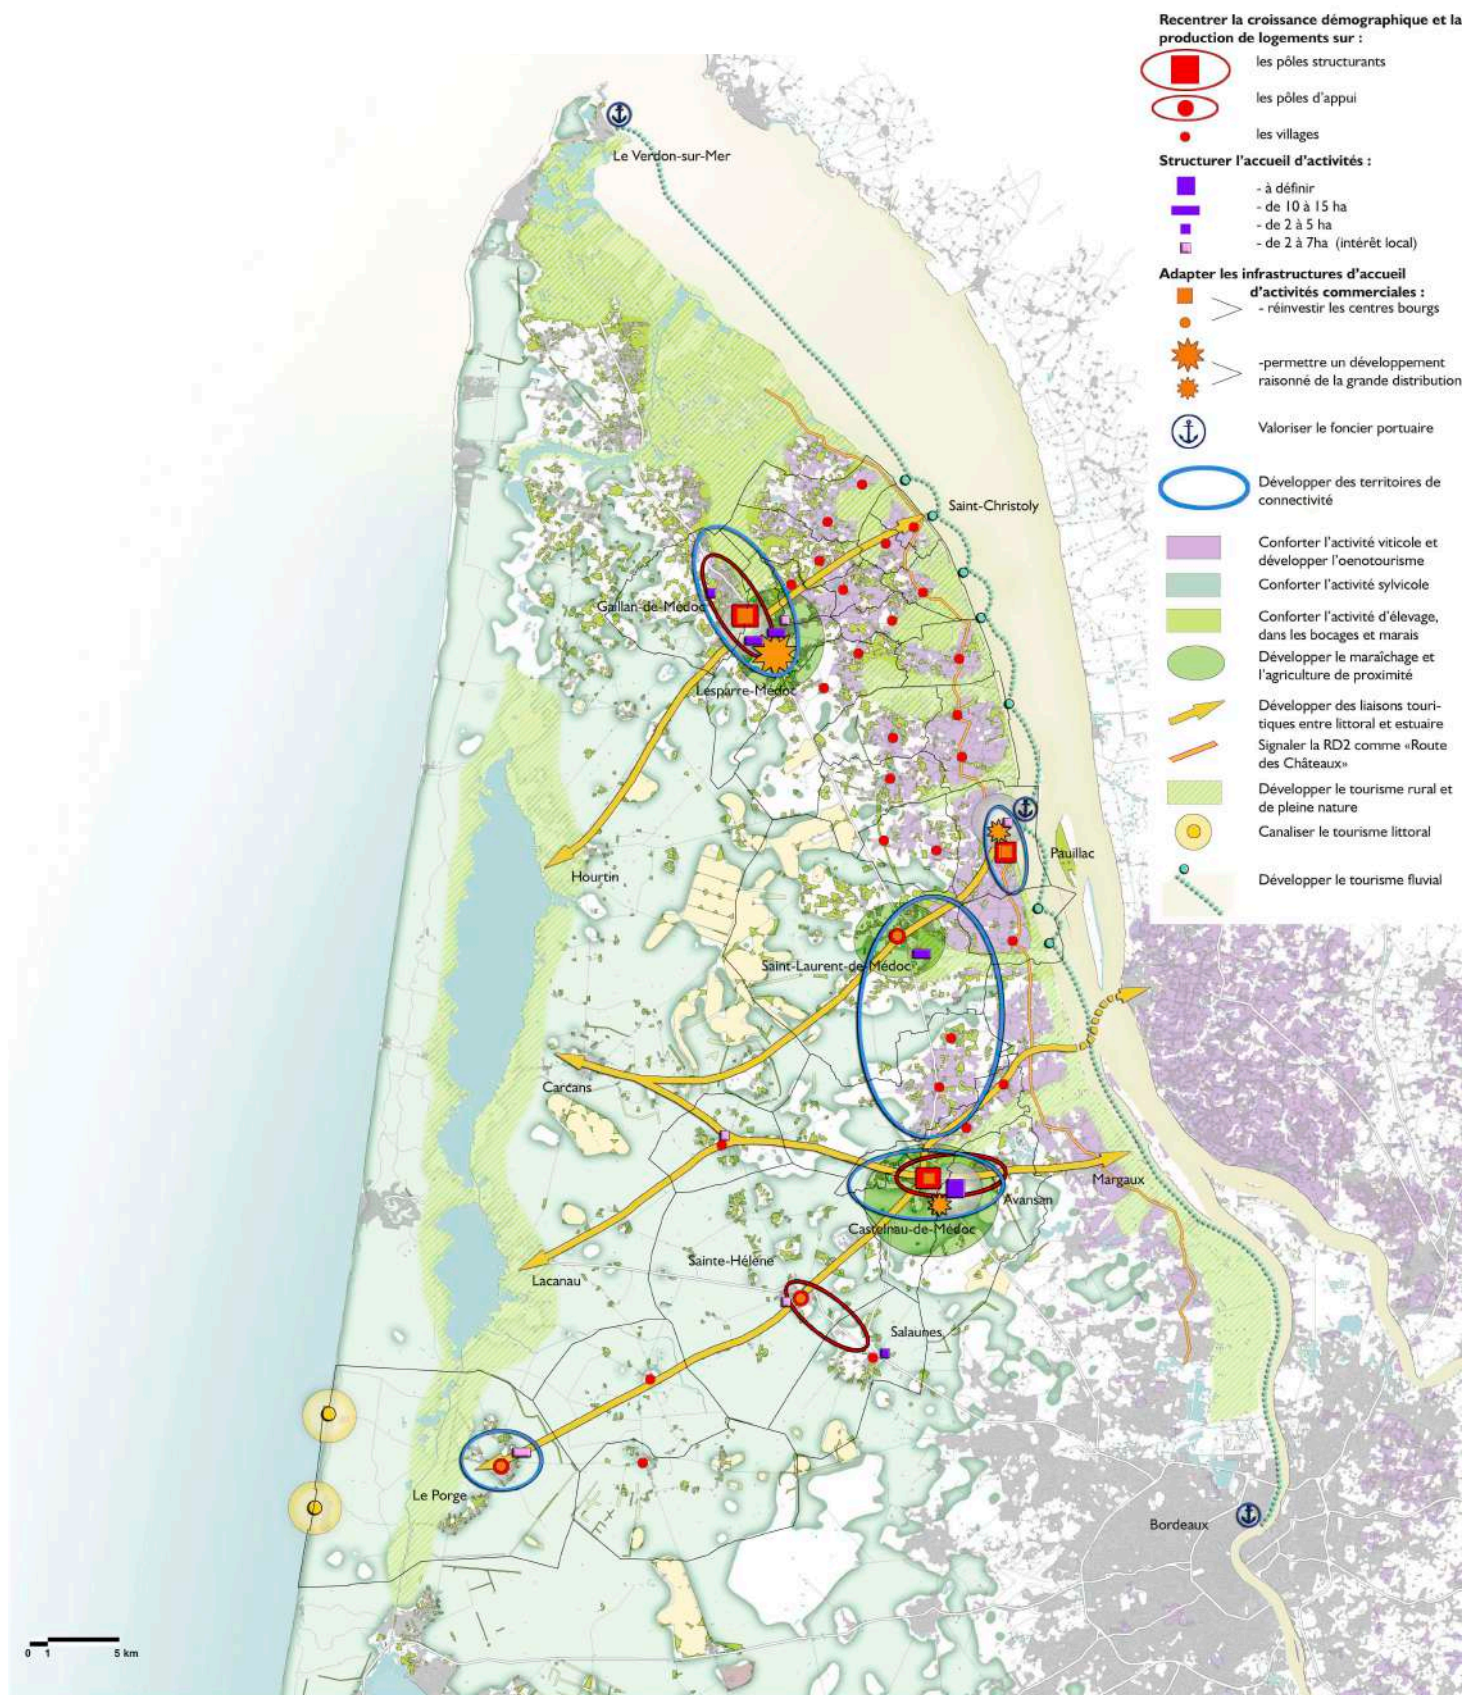 Recentrer la croissance démographique et la
production de logements sur :
les pôles structurants
les pôles d'appui
les villages
Structurer l'accueil d'activités :
- à définir
- de 10 à 15 ha
- de 2 à 5 ha
- de 2 à 7ha (intérêt local)
Adapter les infrastructures d'accueil
d'activités commerciales :
- réinvestir les centres bourgs
-permettre un développement
raisonné de la grande distribution
Valoriser le foncier portuaire
Développer des territoires de
connectivité
Conforter l'activité viticole et
développer l'oenotourisme
Conforter l'activité sylvicole
Conforter l'activité d'élevage,
dans les bocages et marais
Développer le maraîchage et
l'agriculture de proximité
Développer des liaisons touri-
tiques entre littoral et estuaire
Signaler la RD2 comme «Route
des Châteaux»
Développer le tourisme rural et
de pleine nature
Canaliser le tourisme littoral
Développer le tourisme fluvial
Le Verdon-sur-Mer
Saint-Christoly
Gaillan-de-Médoc
Lesparre-Médoc
Hourtin
Pauillac
Saint-Laurent-de-Médoc
Carcans
Margaux
Avansan
Castelnau-de-Médoc
Sainte-Hélène
Lacanau
Salaunes
Le Porge
Bordeaux
0 1 5 km